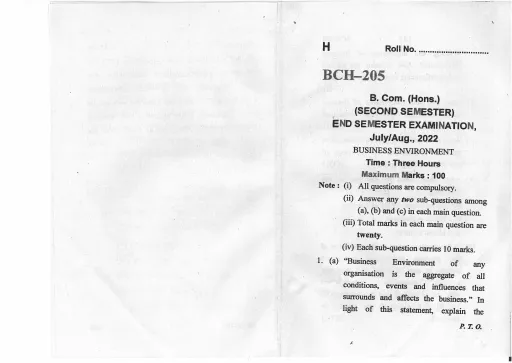 H Roll No. ..............................
BCH–205
B. Com. (Hons.)
(SECOND SEMESTER)
END SEMESTER EXAMINATION,
July/Aug., 2022
BUSINESS ENVIRONMENT
Time : Three Hours
Maximum Marks : 100
Note : (i) All questions are compulsory.
(ii) Answer any two sub-questions among
(a), (b) and (c) in each main question.
(iii) Total marks in each main question are
twenty.
(iv) Each sub-question carries 10 marks.
1. (a) "Business Environment of any
organisation is the aggregate of all
conditions, events and influences that
surrounds and affects the business." In
light of this statement, explain the
P. T. O.